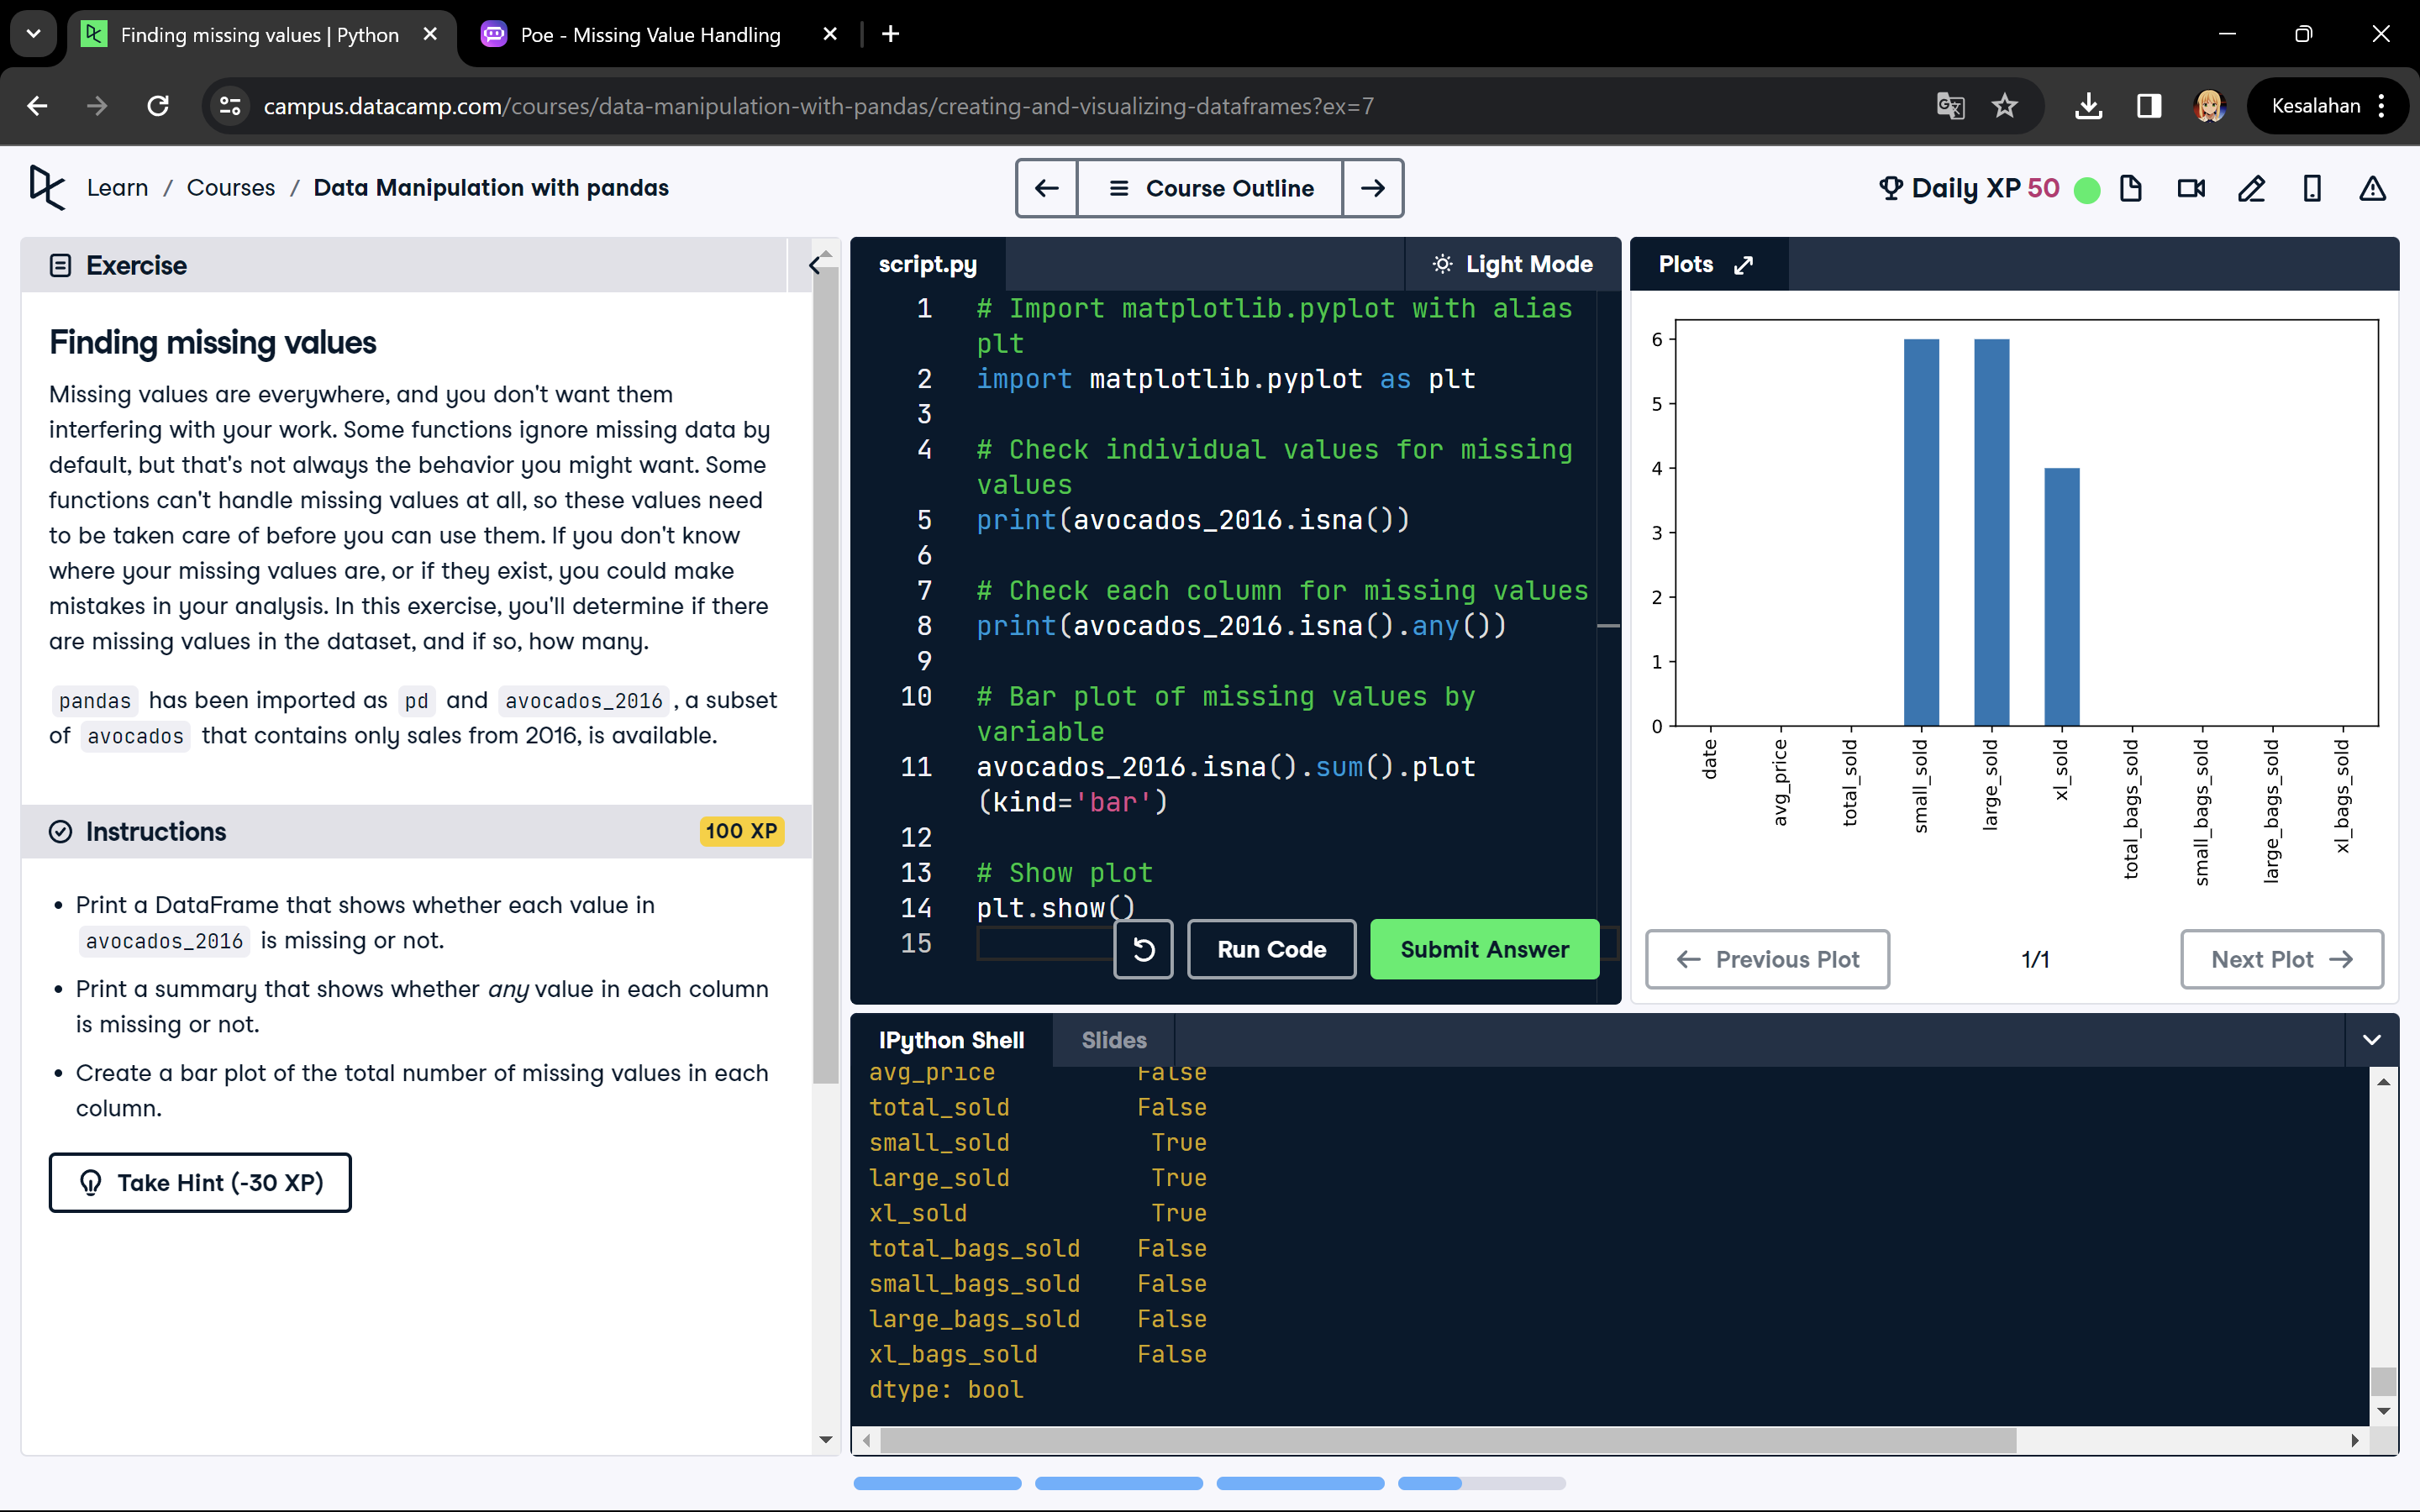 Finding missing values | Python
Poe - Missing Value Handling
campus.datacamp.com/courses/data-manipulation-with-pandas/creating-and-visualizing-dataframes?ex=7
Kesalahan
Learn / Courses / Data Manipulation with pandas
Course Outline
Daily XP 50
Exercise
Finding missing values
Missing values are everywhere, and you don't want them
interfering with your work. Some functions ignore missing data by
default, but that's not always the behavior you might want. Some
functions can't handle missing values at all, so these values need
to be taken care of before you can use them. If you don't know
where your missing values are, or if they exist, you could make
mistakes in your analysis. In this exercise, you'll determine if there
are missing values in the dataset, and if so, how many.
pandas has been imported as pd and avocados_2016, a subset
of avocados that contains only sales from 2016, is available.
Instructions
100 XP
• Print a DataFrame that shows whether each value in
avocados_2016 is missing or not.
• Print a summary that shows whether any value in each column
is missing or not.
• Create a bar plot of the total number of missing values in each
column.
Take Hint (-30 XP)
script.py
Light Mode
1 # Import matplotlib.pyplot with alias
plt
2 import matplotlib.pyplot as plt
3
4 # Check individual values for missing
values
5 print(avocados_2016.isna())
6
7 # Check each column for missing values
8 print(avocados_2016.isna().any())
9
10 # Bar plot of missing values by
variable
11 avocados_2016.isna().sum().plot
(kind='bar')
12
13 # Show plot
14 plt.show()
15
Run Code
Submit Answer
Plots
6
5
4
3
2
1
0
date
avg_price
total_sold
small_sold
large_sold
xl_sold
total_bags_sold
small_bags_sold
large_bags_sold
xl_bags_sold
Previous Plot
1/1
Next Plot
IPython Shell
Slides
avg_price False
total_sold False
small_sold True
large_sold True
xl_sold True
total_bags_sold False
small_bags_sold False
large_bags_sold False
xl_bags_sold False
dtype: bool